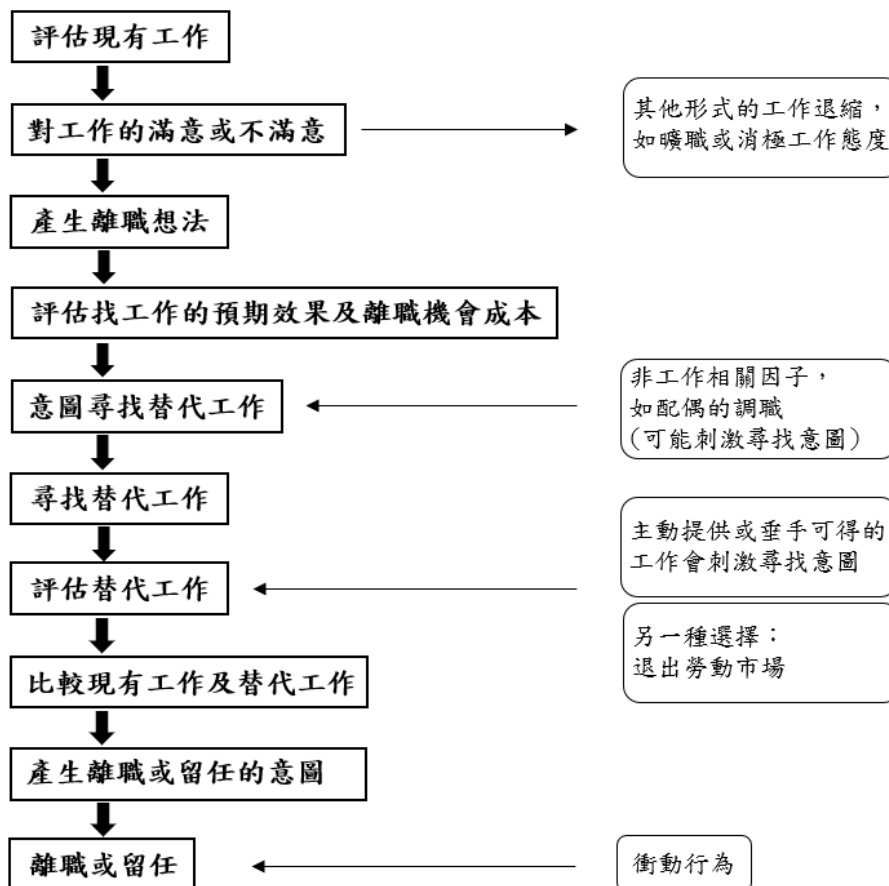 評估現有工作
對工作的滿意或不滿意
其他形式的工作退縮，
如曠職或消極工作態度
產生離職想法
評估找工作的預期效果及離職機會成本
意圖尋找替代工作
非工作相關因子，
如配偶的調職
(可能刺激尋找意圖)
尋找替代工作
主動提供或垂手可得的
工作會刺激尋找意圖
評估替代工作
另一種選擇：
退出勞動市場
比較現有工作及替代工作
產生離職或留任的意圖
離職或留任
衝動行為